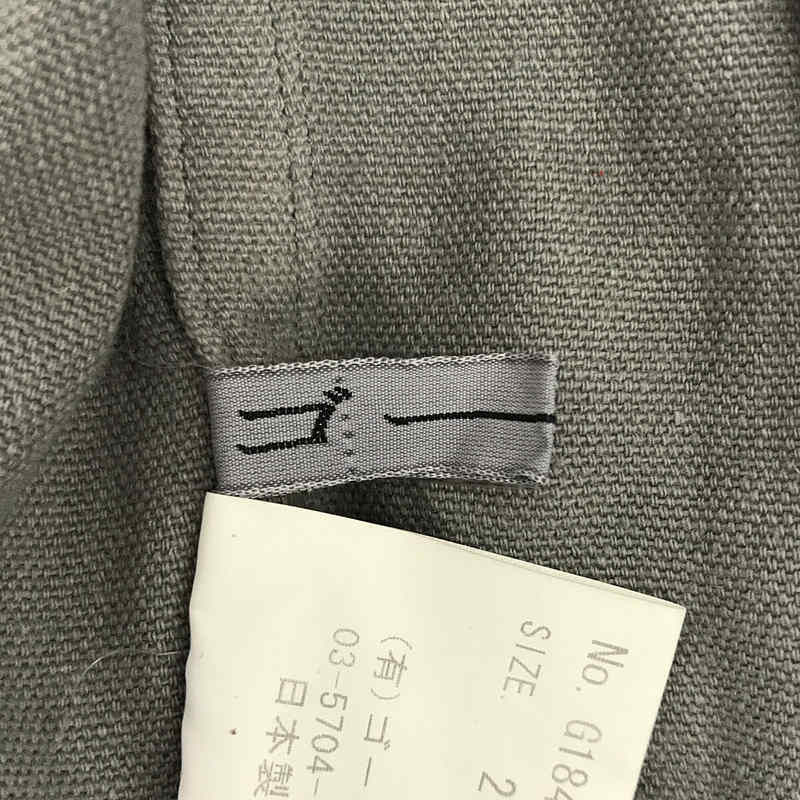 ゴー
No. G184
SIZE. 2
(有)ゴー
03-5704-
日本製